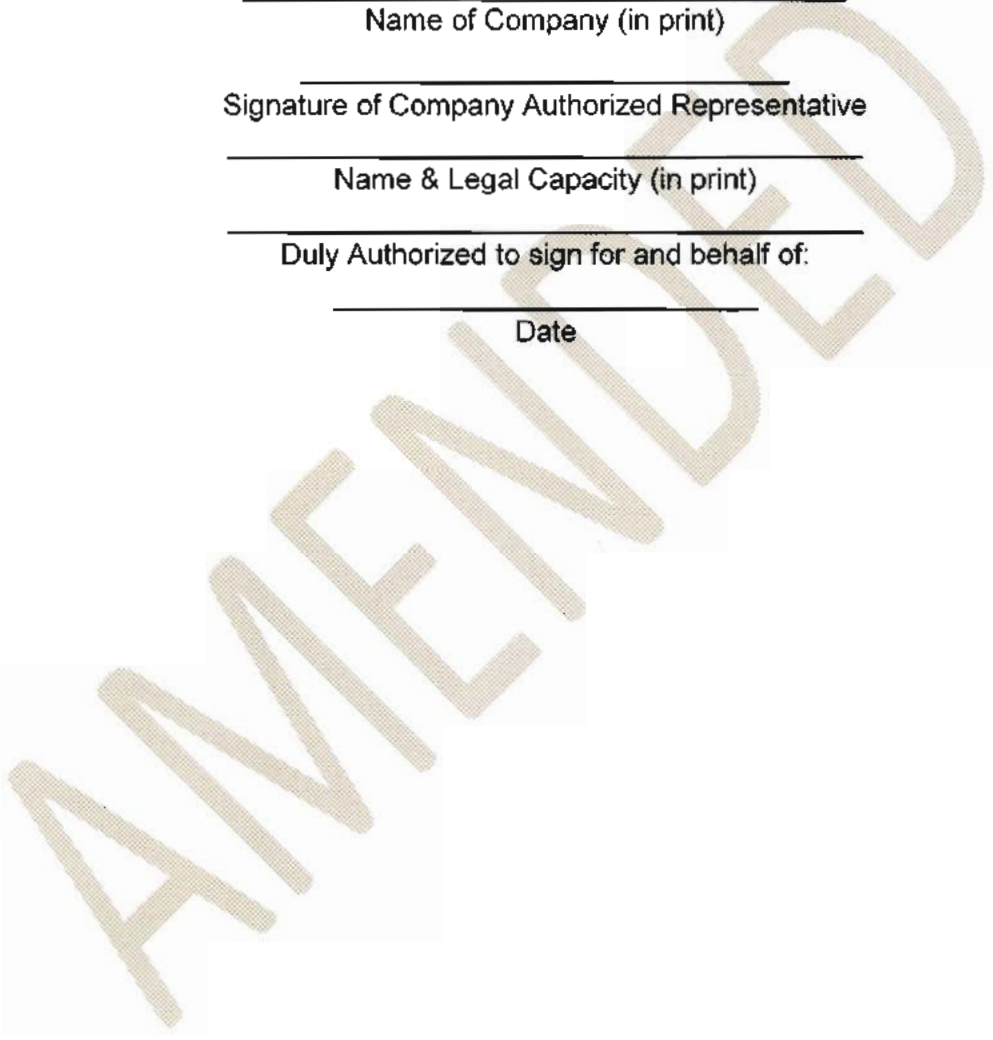 Name of Company (in print)
Signature of Company Authorized Representative
Name & Legal Capacity (in print)
Duly Authorized to sign for and behalf of:
Date
AMENDED